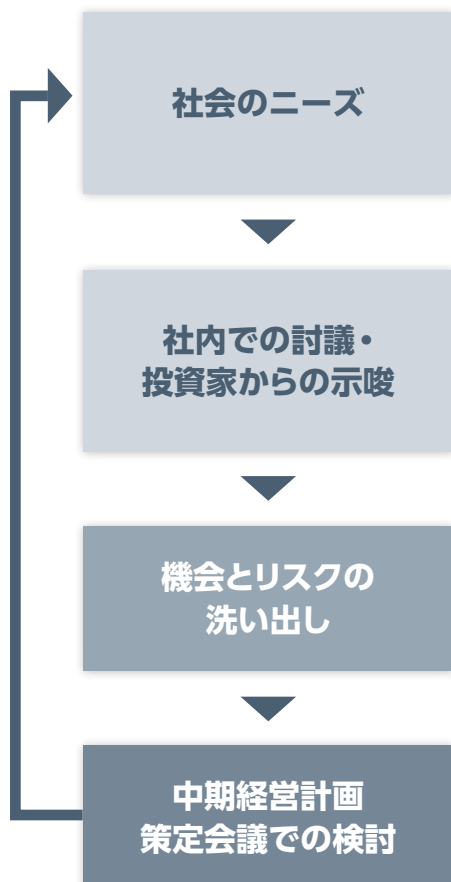 社会のニーズ
社内での討議・
投資家からの示唆
機会とリスクの
洗い出し
中期経営計画
策定会議での検討